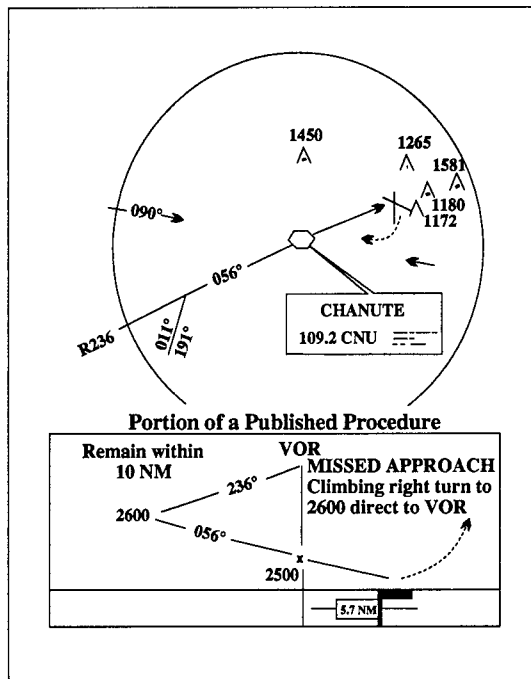 1450
1265
1581
1180
1172
090°
056°
R236
011°
191°
CHANUTE
109.2 CNU
Portion of a Published Procedure
Remain within
10 NM
VOR
MISSED APPROACH
Climbing right turn to
2600 direct to VOR
236°
2600
056°
x
2500
5.7 NM